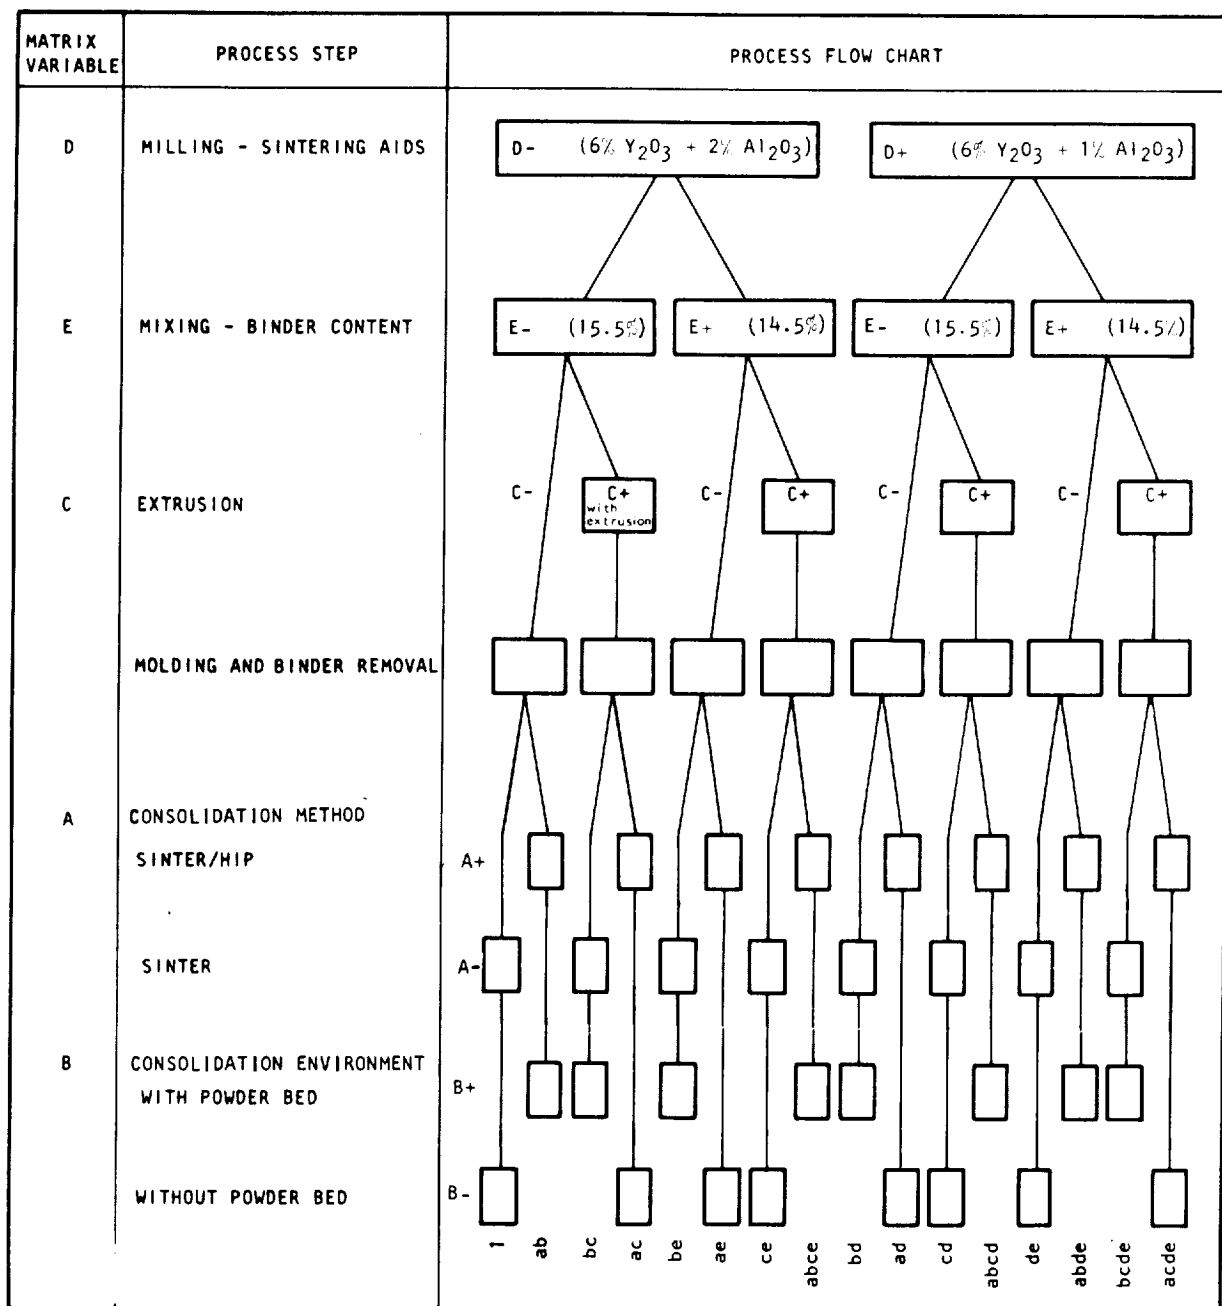 MATRIX VARIABLE PROCESS STEP PROCESS FLOW CHART
D MILLING - SINTERING AIDS D- (6% Y2O3 + 2% Al2O3) D+ (6% Y2O3 + 1% Al2O3)
E MIXING - BINDER CONTENT E- (15.5%) E+ (14.5%) E- (15.5%) E+ (14.5%)
C EXTRUSION C- C+ with extrusion C- C+ C- C+ C- C+
MOLDING AND BINDER REMOVAL
A CONSOLIDATION METHOD
SINTER/HIP A+
SINTER A-
B CONSOLIDATION ENVIRONMENT
WITH POWDER BED B+
WITHOUT POWDER BED B-
1 ab bc ac be ae ce abce bd ad cd abcd de abde bcde acde